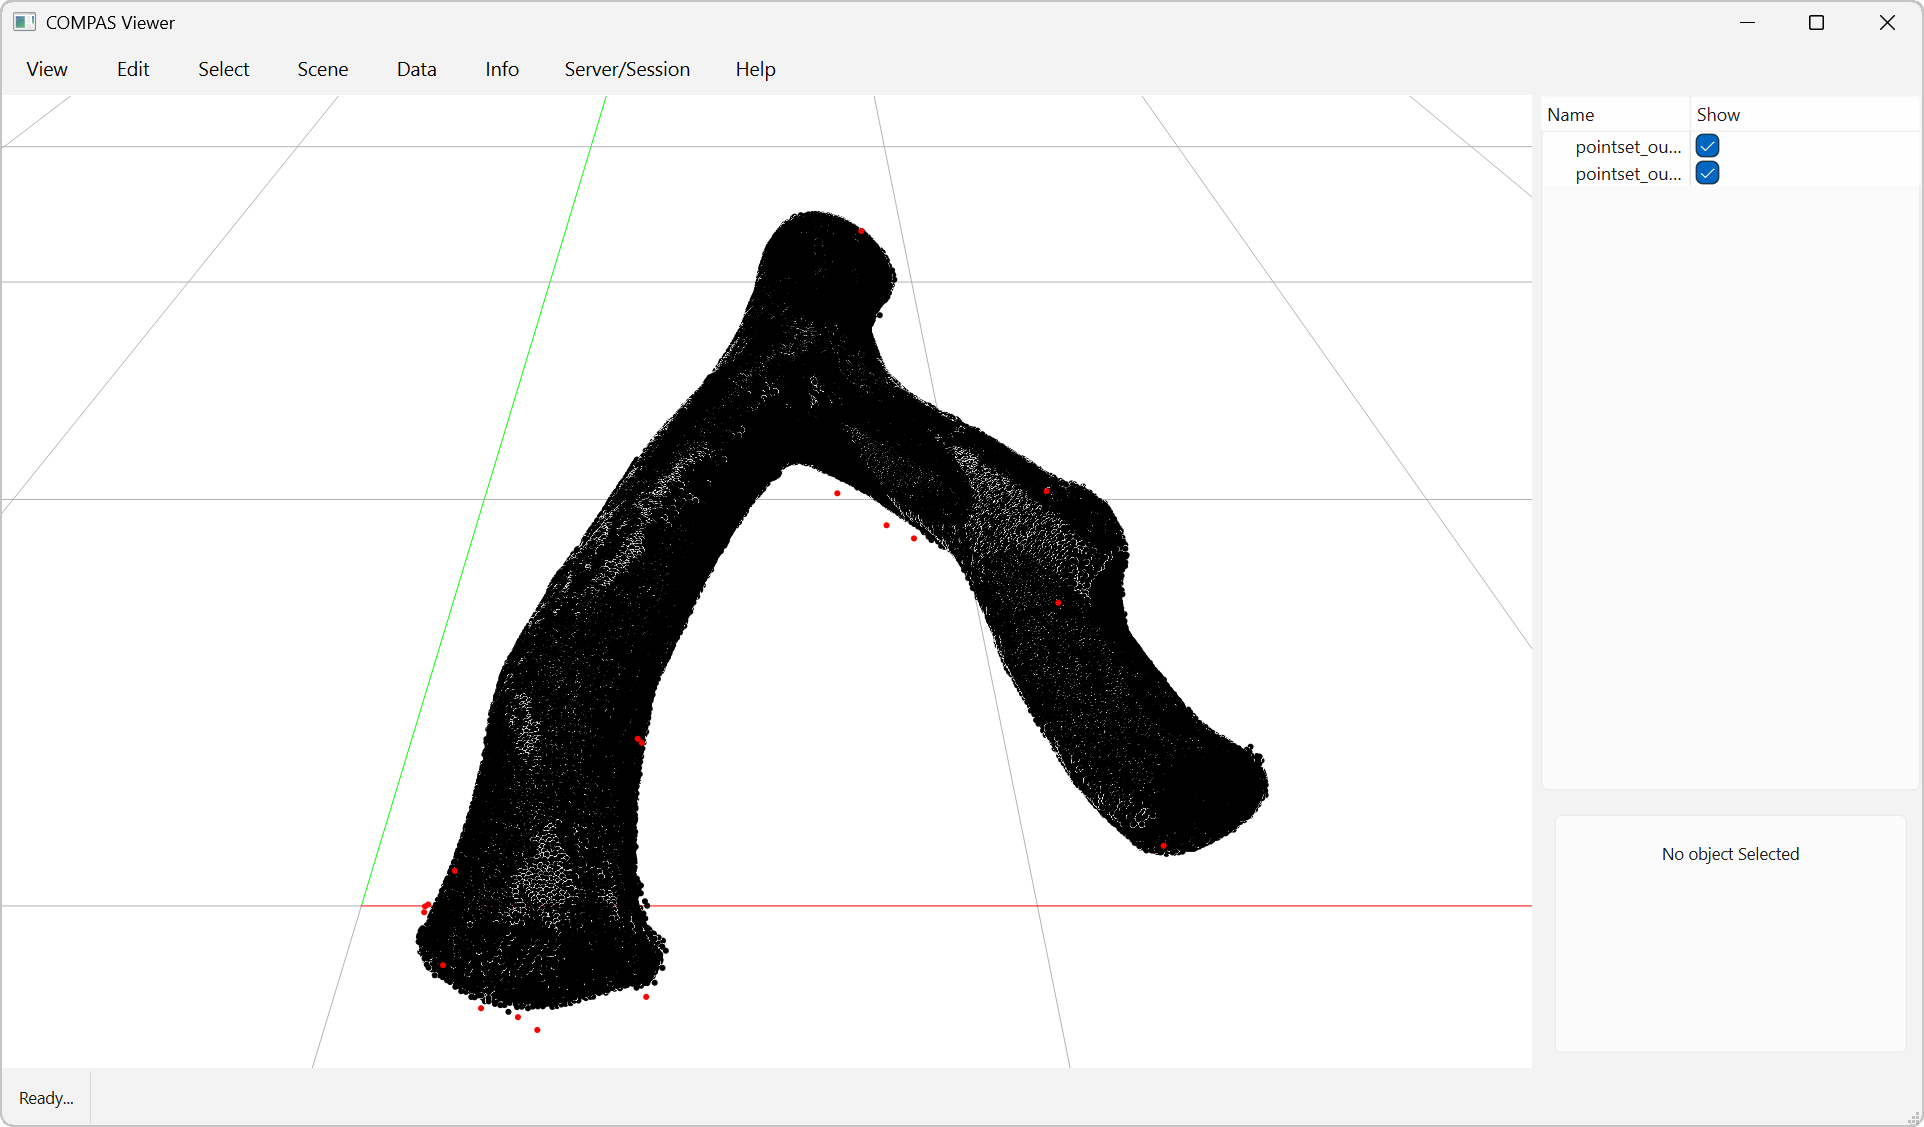 COMPAS Viewer
View Edit Select Scene Data Info Server/Session Help
Name Show
pointset_ou...
pointset_ou...
No object Selected
Ready...